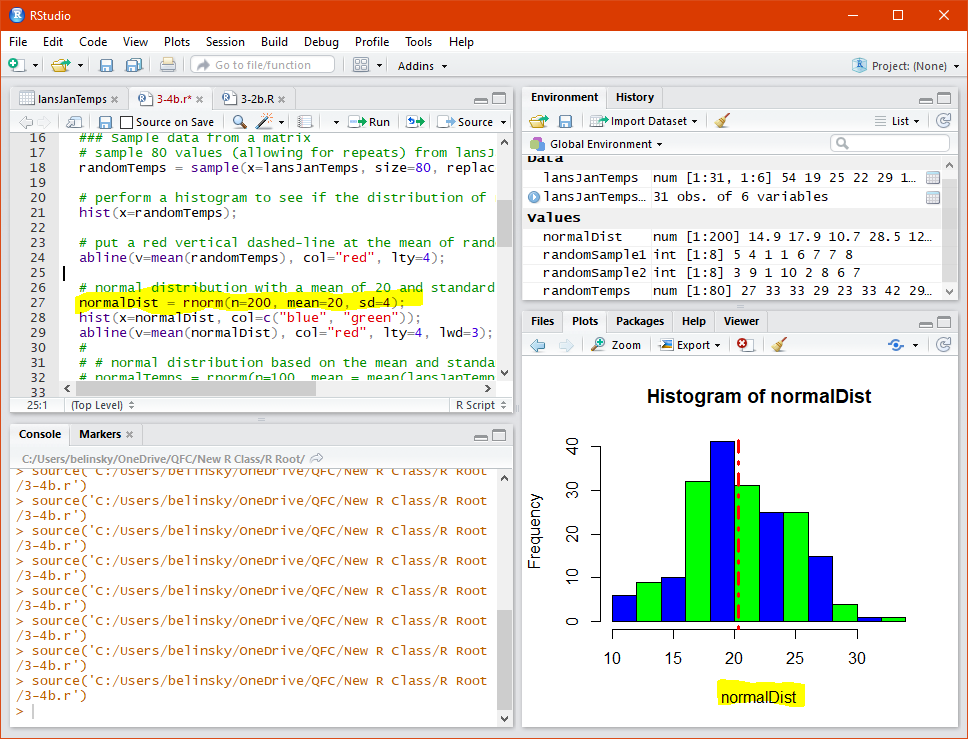 RStudio
File Edit Code View Plots Session Build Debug Profile Tools Help
Go to file/function Addins Project: (None)
lansJanTemps 3-4b.r* 3-2b.R
Source on Save Run Source
16 ### Sample data from a matrix
17 # sample 80 values (allowing for repeats) from lansJ
18 randomTemps = sample(x=lansJanTemps, size=80, replac
19
20 # perform a histogram to see if the distribution of
21 hist(x=randomTemps);
22
23 # put a red vertical dashed-line at the mean of rand
24 abline(v=mean(randomTemps), col="red", lty=4);
25
26 # normal distribution with a mean of 20 and standard
27 normalDist = rnorm(n=200, mean=20, sd=4);
28 hist(x=normalDist, col=c("blue", "green"));
29 abline(v=mean(normalDist), col="red", lty=4, lwd=3);
30 #
31 # # normal distribution based on the mean and standa
32 # normalTemps = rnorm(n=100, mean = mean(lansJanTemp
33
25:1 (Top Level) R Script
Console Markers
C:/Users/belinsky/OneDrive/QFC/New R Class/R Root/
> source('C:/Users/belinsky/OneDrive/QFC/New R Class/R Root
/3-4b.r')
> source('C:/Users/belinsky/OneDrive/QFC/New R Class/R Root
/3-4b.r')
> source('C:/Users/belinsky/OneDrive/QFC/New R Class/R Root
/3-4b.r')
> source('C:/Users/belinsky/OneDrive/QFC/New R Class/R Root
/3-4b.r')
> source('C:/Users/belinsky/OneDrive/QFC/New R Class/R Root
/3-4b.r')
> source('C:/Users/belinsky/OneDrive/QFC/New R Class/R Root
/3-4b.r')
> source('C:/Users/belinsky/OneDrive/QFC/New R Class/R Root
/3-4b.r')
> source('C:/Users/belinsky/OneDrive/QFC/New R Class/R Root
/3-4b.r')
>
Environment History
Import Dataset List
Global Environment
Data
lansJanTemps num [1:31, 1:6] 54 19 25 22 29 1…
lansJanTemps… 31 obs. of 6 variables
values
normalDist num [1:200] 14.9 17.9 10.7 28.5 12…
randomSample1 int [1:8] 5 4 1 1 6 7 7 8
randomSample2 int [1:8] 3 9 1 10 2 8 6 7
randomTemps num [1:80] 27 33 33 29 23 33 42 29…
Files Plots Packages Help Viewer
Zoom Export
Histogram of normalDist
Frequency
40
30
20
10
0
10 15 20 25 30
normalDist